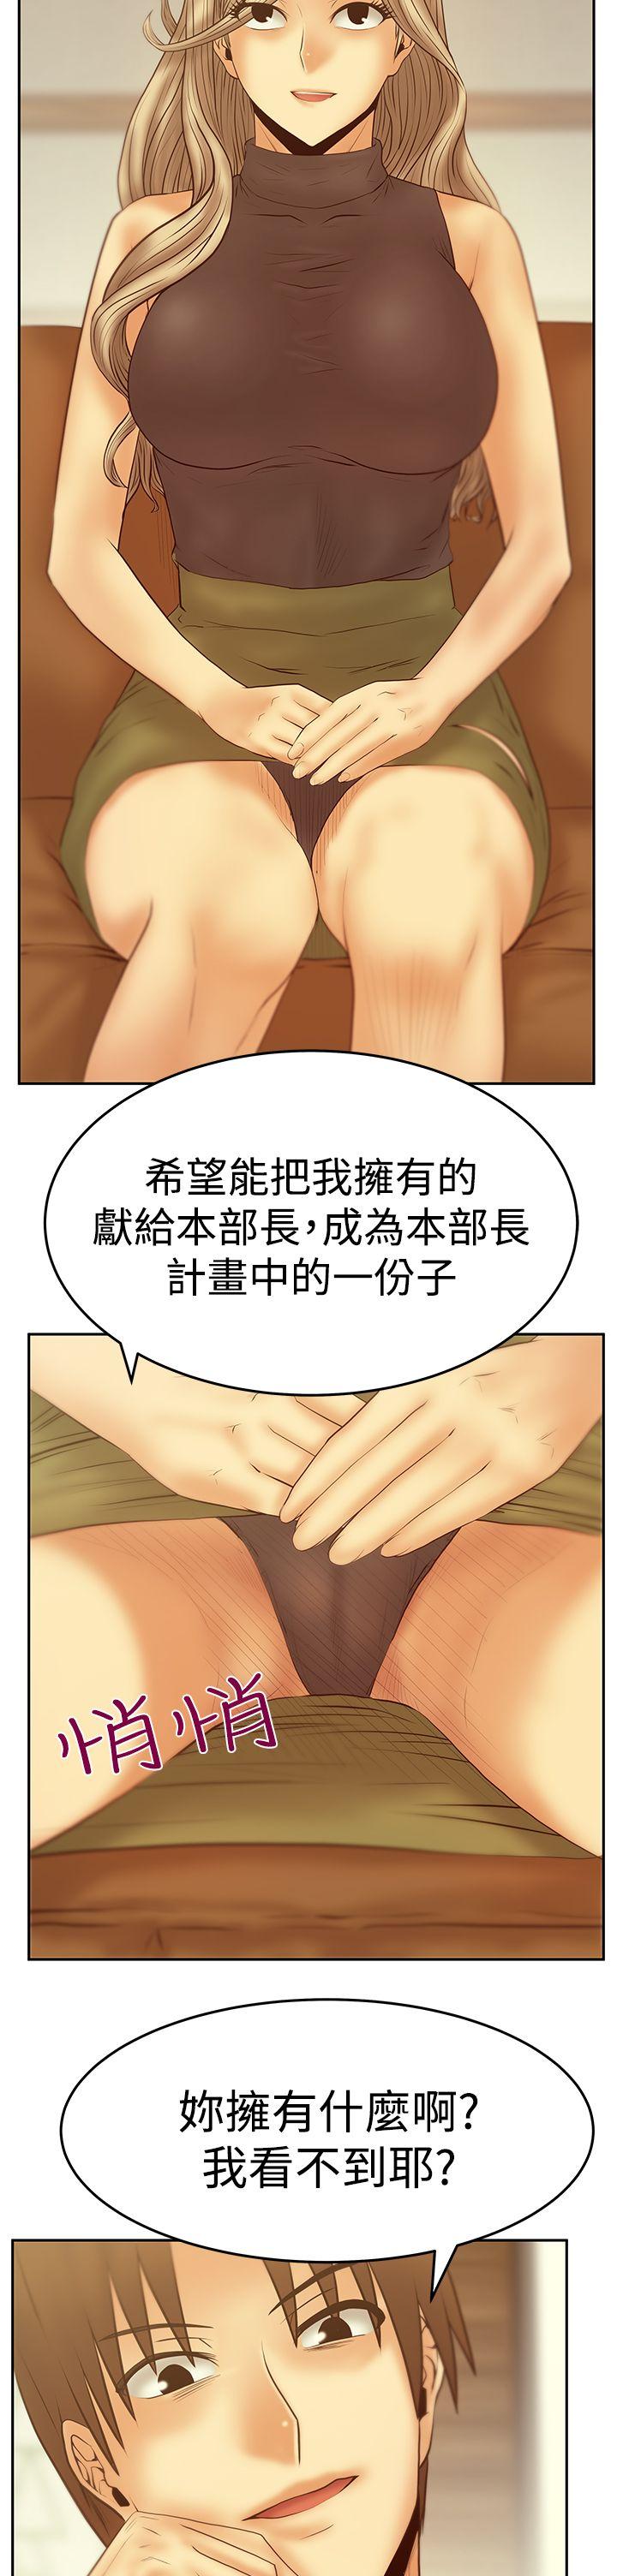 希望能把我擁有的
獻給本部長，成為本部長
計畫中的一份子
悄悄
妳擁有什麼啊?
我看不到耶?